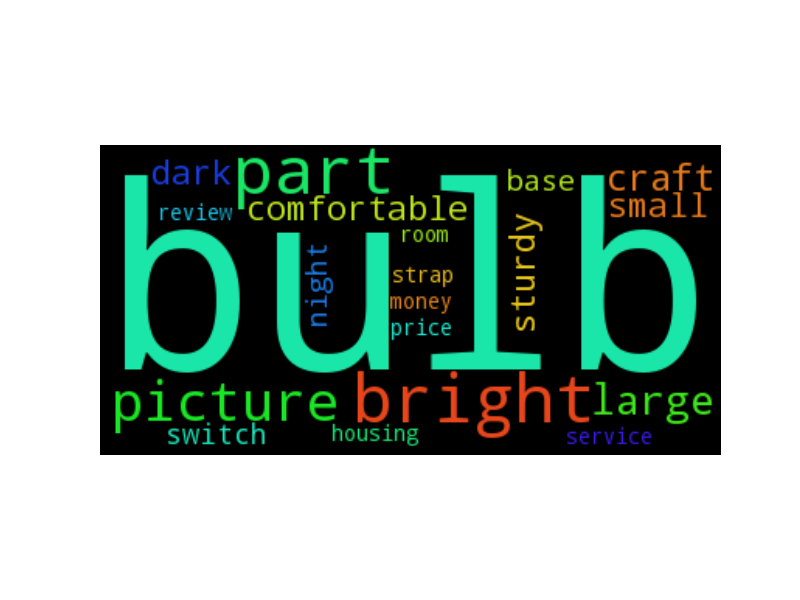 dark
part
base
craft
review
comfortable
small
room
bulb
night
strap
sturdy
money
price
picture
bright
large
switch
housing
service